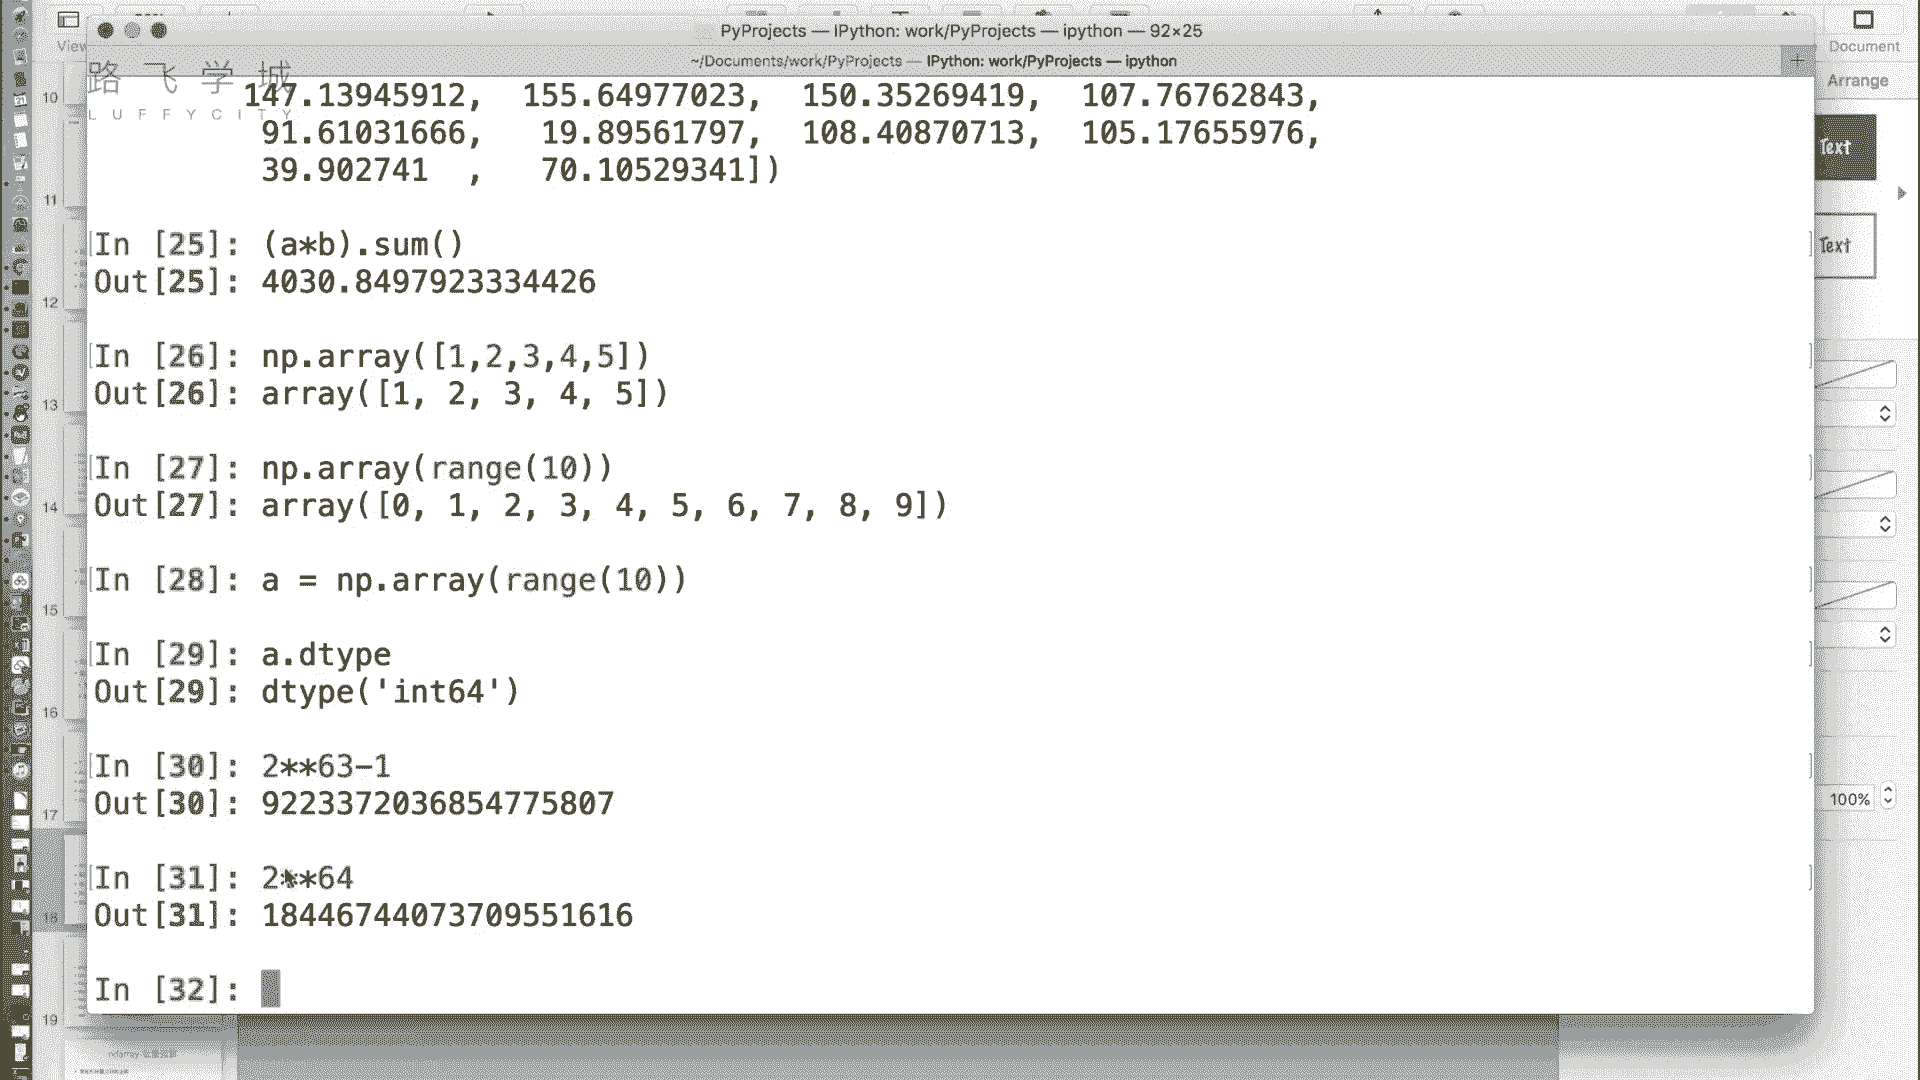 PyProjects — IPython: work/PyProjects — ipython — 92×25
View
Document
~/Documents/work/PyProjects — IPython: work/PyProjects — ipython
Arrange
路飞学城
LUFFYCITY
147.13945912, 155.64977023, 150.35269419, 107.76762843,
91.61031666, 19.89561797, 108.40870713, 105.17655976,
39.902741 , 70.10529341])
In [25]: (a*b).sum()
Out[25]: 4030.8497923334426
In [26]: np.array([1,2,3,4,5])
Out[26]: array([1, 2, 3, 4, 5])
In [27]: np.array(range(10))
Out[27]: array([0, 1, 2, 3, 4, 5, 6, 7, 8, 9])
In [28]: a = np.array(range(10))
In [29]: a.dtype
Out[29]: dtype('int64')
In [30]: 2**63-1
Out[30]: 9223372036854775807
In [31]: 2**64
Out[31]: 18446744073709551616
In [32]:
10
11
12
13
14
15
16
17
18
19
Text
Text
100%